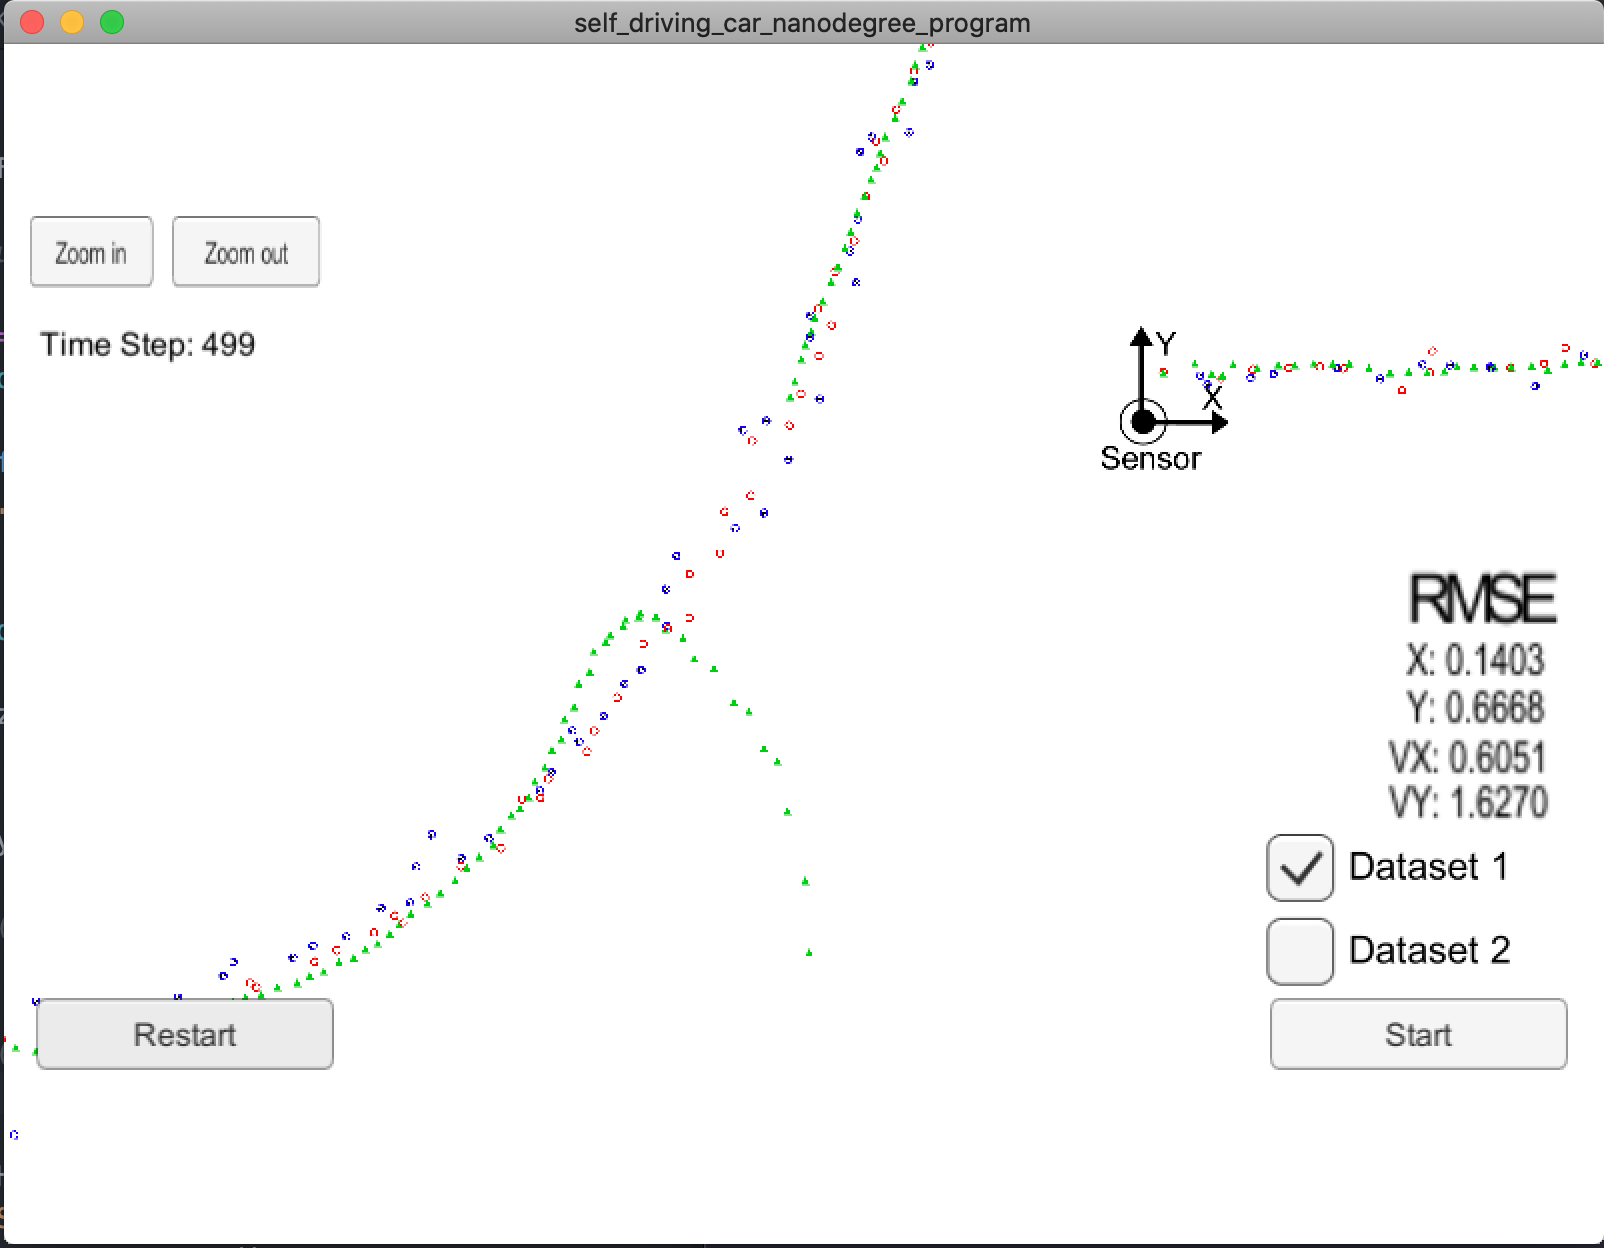 self_driving_car_nanodegree_program
Zoom in
Zoom out
Time Step: 499
Y
X
Sensor
RMSE
X: 0.1403
Y: 0.6668
VX: 0.6051
VY: 1.6270
Dataset 1
Dataset 2
Restart
Start